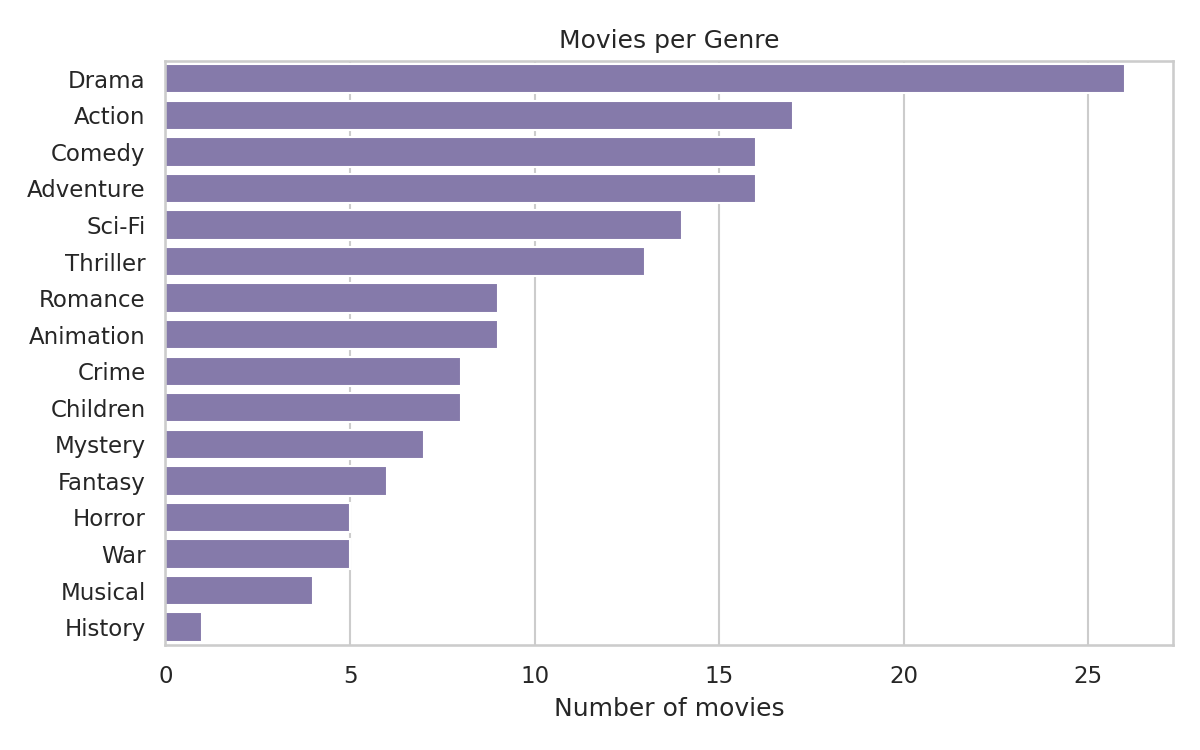 Movies per Genre
Drama
Action
Comedy
Adventure
Sci-Fi
Thriller
Romance
Animation
Crime
Children
Mystery
Fantasy
Horror
War
Musical
History
0 5 10 15 20 25
Number of movies